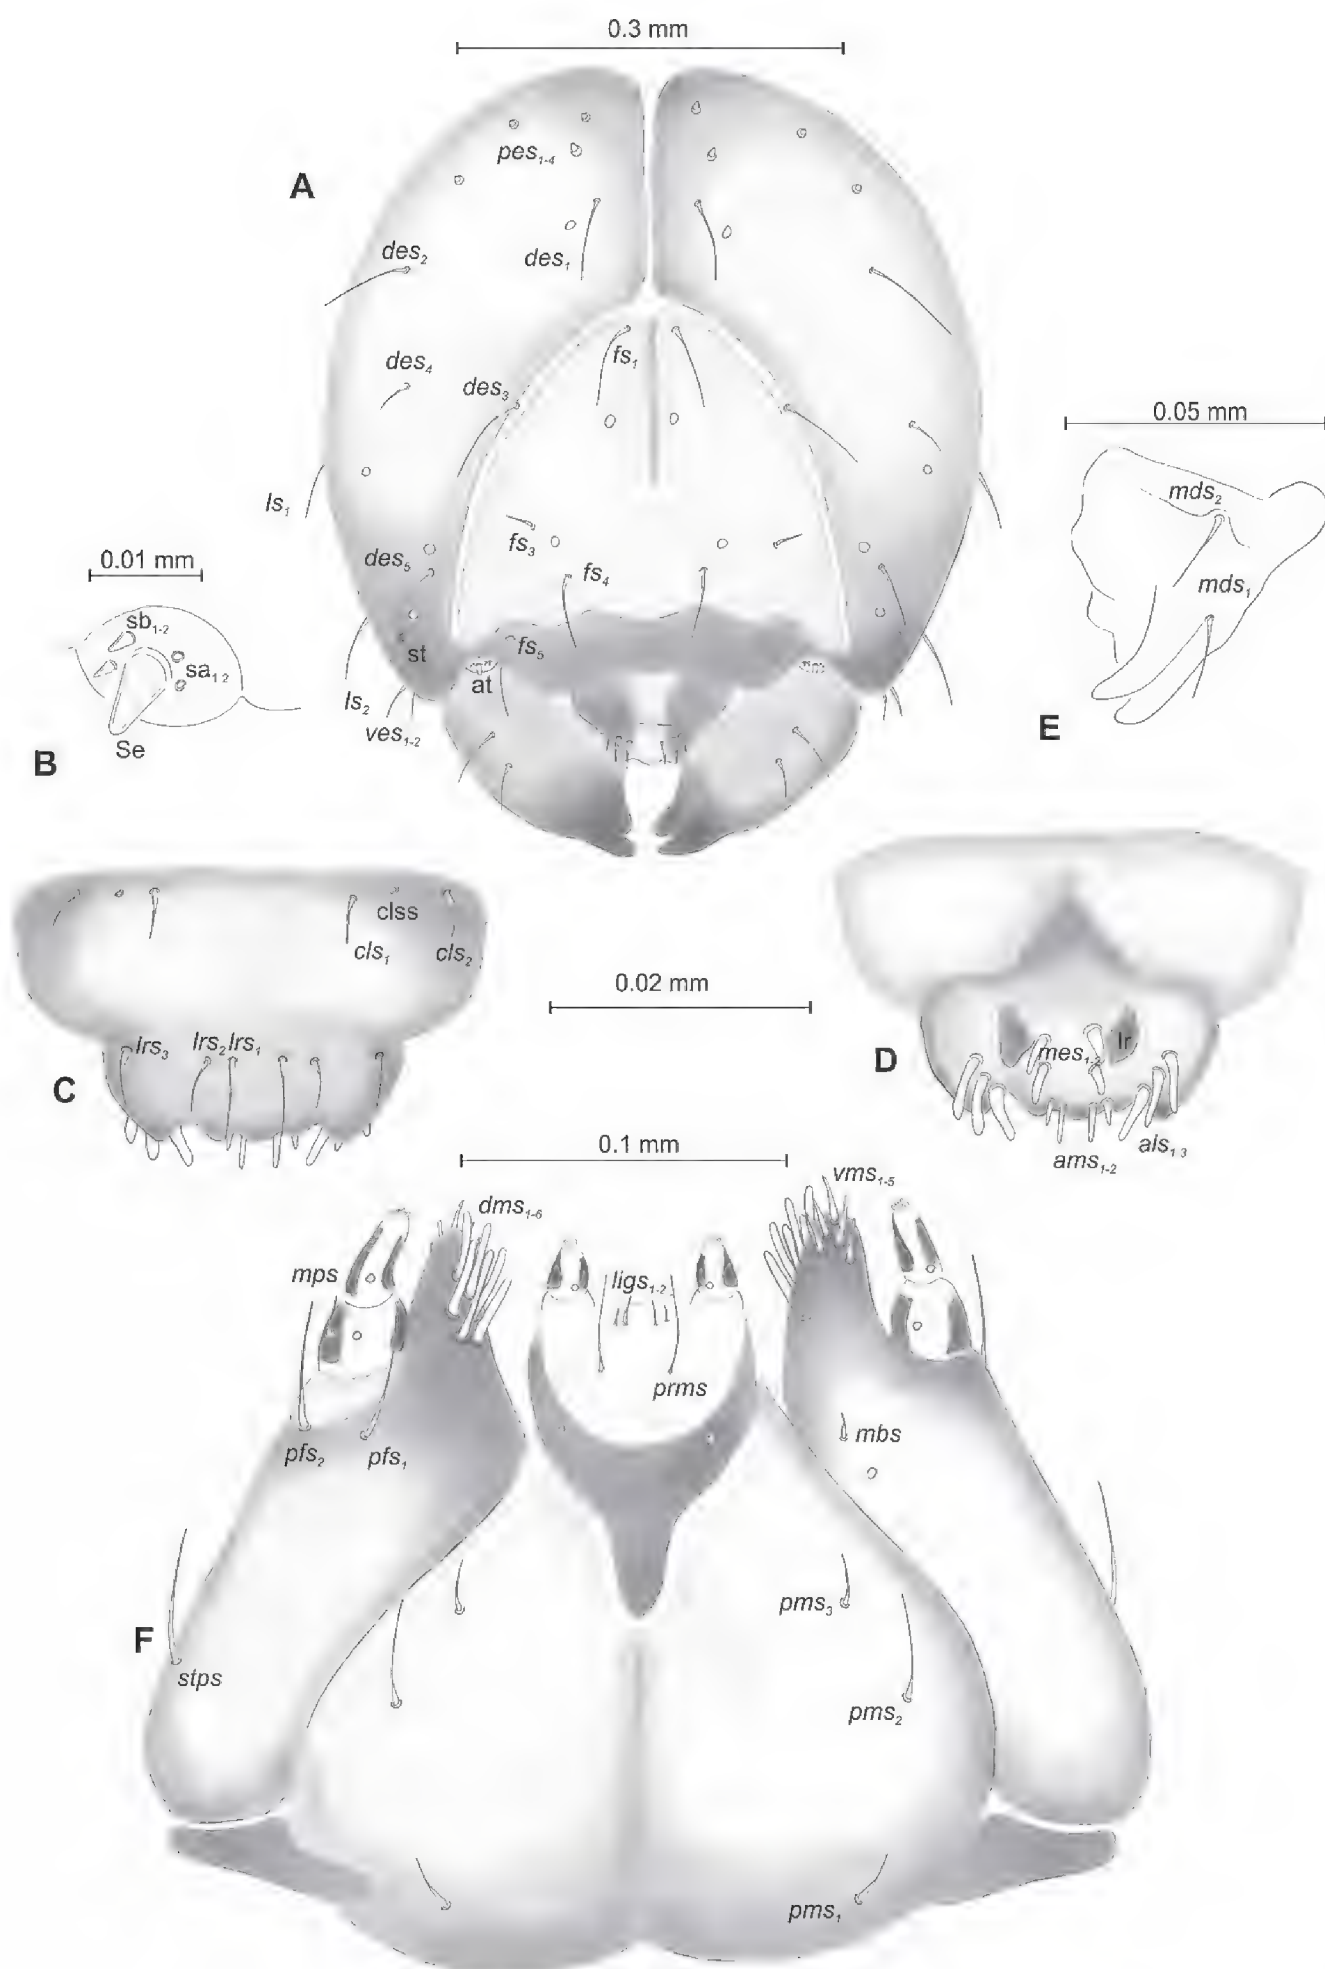 0.3 mm
A
pes₁₋₄
des₂
des₁
fs₁
des₄
des₃
0.05 mm
ls₁
mds₂
fs₃
0.01 mm
des₅
fs₄
mds₁
sb₁₋₂
st
fs₅
sa₁₋₂
at
ls₂
ves₁₋₂
E
Se
B
clss
cls₁
cls₂
0.02 mm
lrs₃
lrs₂
lrs₁
lr
mes₁₋
D
C
als₁₋₃
ams₁₋₂
0.1 mm
vms₁₋₅
dms₁₋₆
mps
ligs₁₋₂
prms
mbs
pfs₂
pfs₁
pms₃
F
stps
pms₂
pms₁